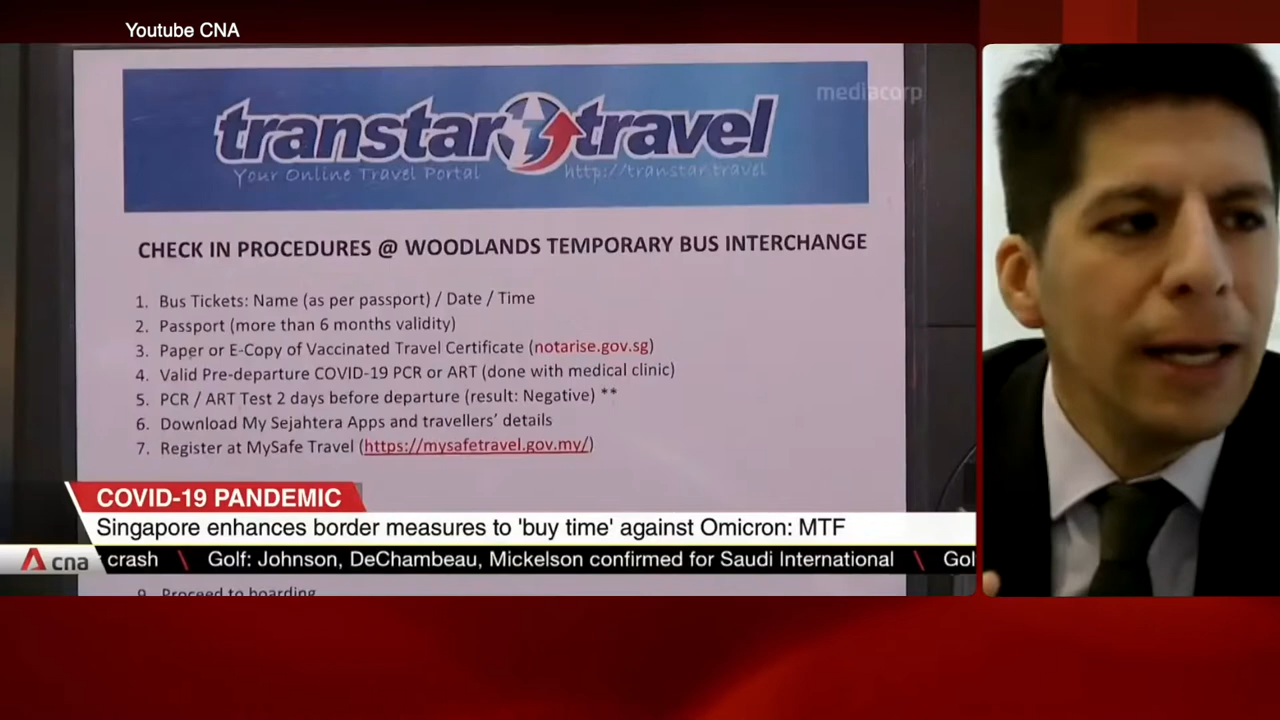 Youtube CNA
mediacorp
transtar travel
Your Online Travel Portal http://transtar.travel
CHECK IN PROCEDURES @ WOODLANDS TEMPORARY BUS INTERCHANGE
1. Bus Tickets: Name (as per passport) / Date / Time
2. Passport (more than 6 months validity)
3. Paper or E-Copy of Vaccinated Travel Certificate (notarise.gov.sg)
4. Valid Pre-departure COVID-19 PCR or ART (done with medical clinic)
5. PCR / ART Test 2 days before departure (result: Negative) **
6. Download My Sejahtera Apps and travellers’ details
7. Register at MySafe Travel (https://mysafetravel.gov.my/)
COVID-19 PANDEMIC
Singapore enhances border measures to 'buy time' against Omicron: MTF
cna crash \ Golf: Johnson, DeChambeau, Mickelson confirmed for Saudi International \ Gol
9. Proceed to boarding